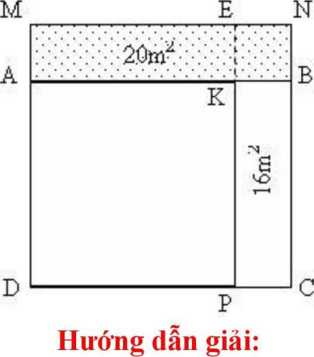 M E N
20m²
A B
K
16m²
D C
P
Hướng dẫn giải: